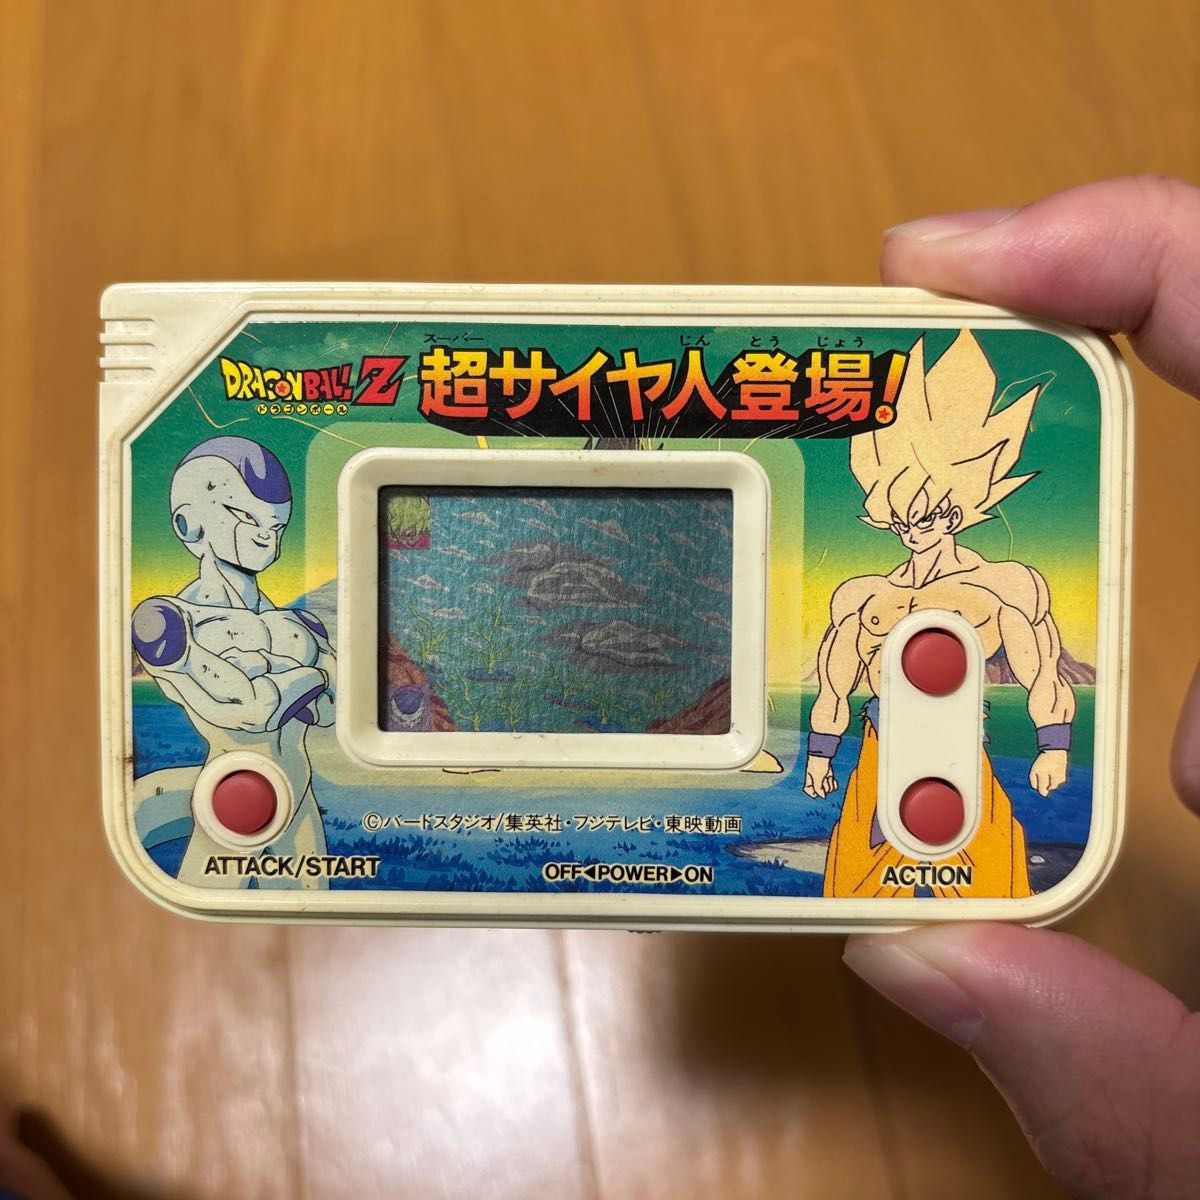 スーパー じん とう じょう
DRAGON BALL Z 超サイヤ人登場!
ドラゴンボール
©バードスタジオ/集英社・フジテレビ・東映動画
ATTACK/START
OFF◀POWER▶ON
ACTION